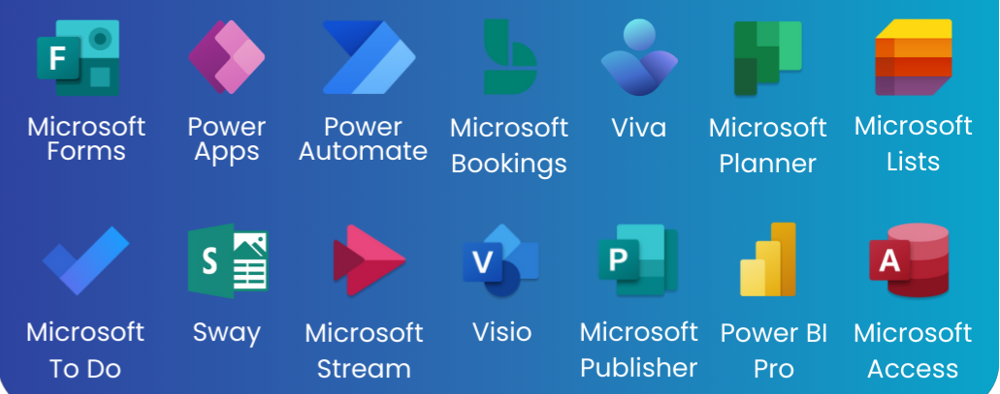 F
Microsoft
Forms
Power
Apps
Power
Automate
Microsoft
Bookings
Viva
Microsoft
Planner
Microsoft
Lists
Microsoft
To Do
S
Sway
Microsoft
Stream
V
Visio
P
Microsoft
Publisher
Power BI
Pro
A
Microsoft
Access